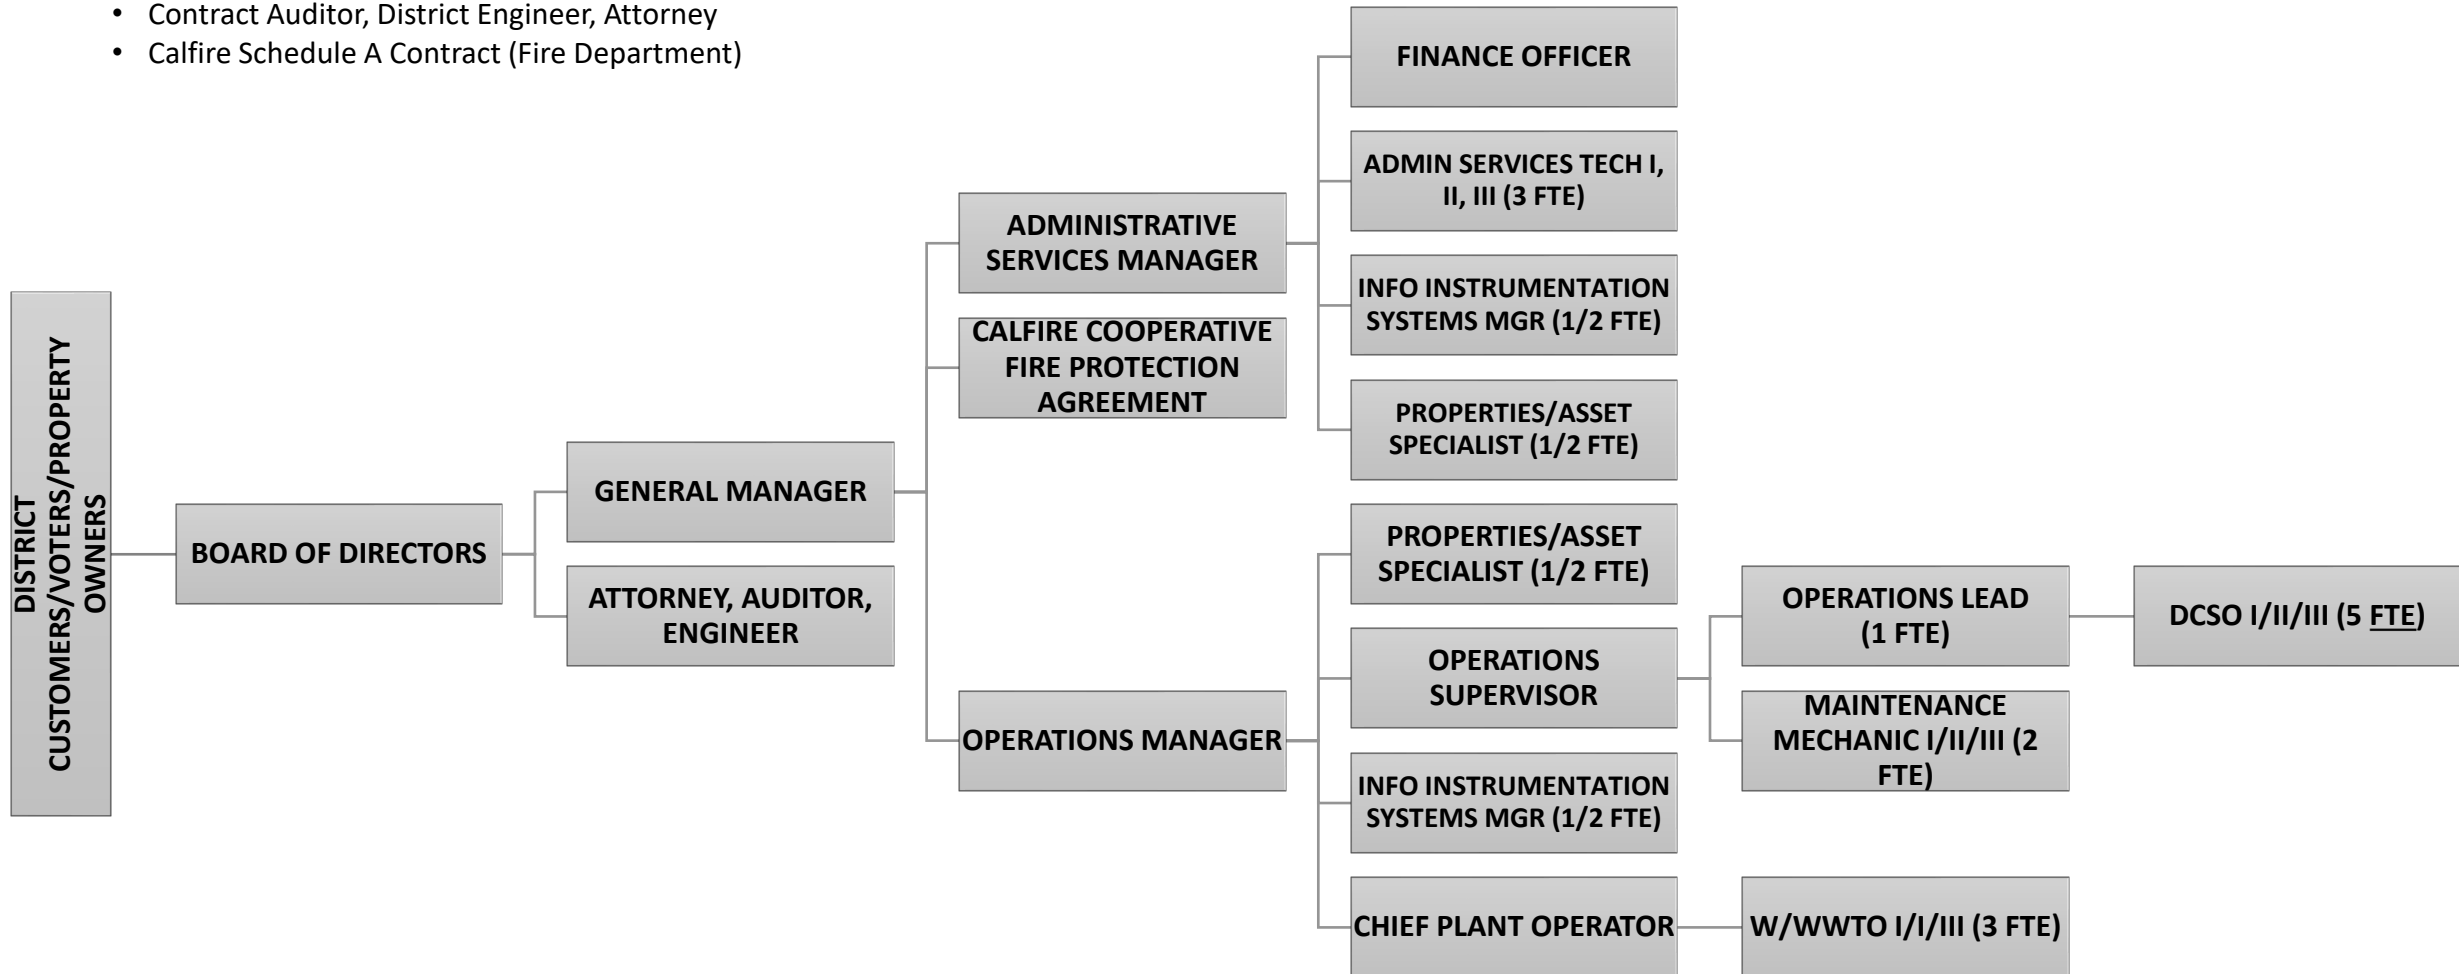 • Contract Auditor, District Engineer, Attorney
• Calfire Schedule A Contract (Fire Department)
DISTRICT
CUSTOMERS/VOTERS/PROPERTY
OWNERS
BOARD OF DIRECTORS
GENERAL MANAGER
ATTORNEY, AUDITOR,
ENGINEER
ADMINISTRATIVE
SERVICES MANAGER
CALFIRE COOPERATIVE
FIRE PROTECTION
AGREEMENT
OPERATIONS MANAGER
FINANCE OFFICER
ADMIN SERVICES TECH I,
II, III (3 FTE)
INFO INSTRUMENTATION
SYSTEMS MGR (1/2 FTE)
PROPERTIES/ASSET
SPECIALIST (1/2 FTE)
PROPERTIES/ASSET
SPECIALIST (1/2 FTE)
OPERATIONS
SUPERVISOR
INFO INSTRUMENTATION
SYSTEMS MGR (1/2 FTE)
CHIEF PLANT OPERATOR
OPERATIONS LEAD
(1 FTE)
MAINTENANCE
MECHANIC I/II/III (2
FTE)
W/WWTO I/I/III (3 FTE)
DCSO I/II/III (5 FTE)